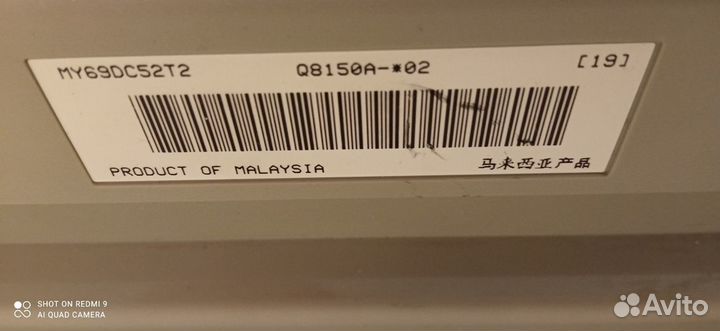 MY69DC52T2 Q8150A-*02 [19]
PRODUCT OF MALAYSIA 马来西亚产品
SHOT ON REDMI 9
AI QUAD CAMERA
Avito